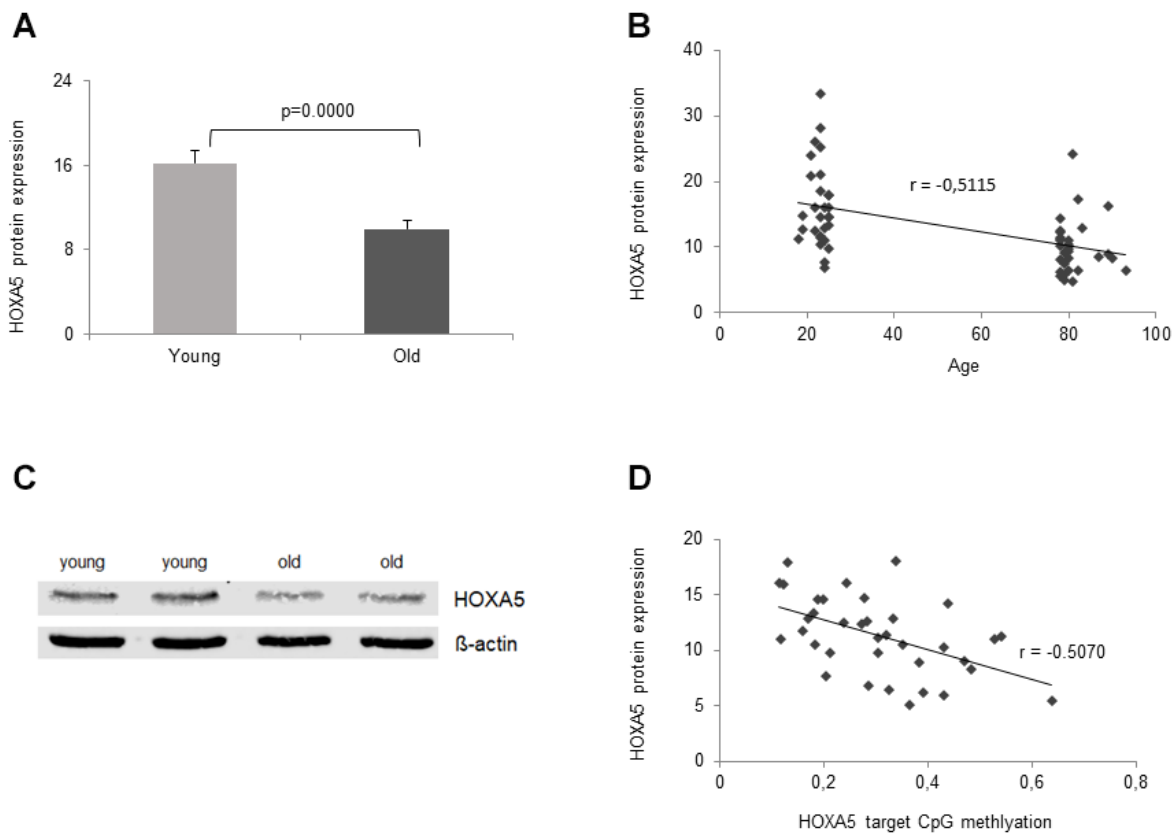 A
HOXA5 protein expression
24
16
8
0
p=0.0000
Young
Old
B
HOXA5 protein expression
40
30
20
10
0
r = -0,5115
0
20
40
60
80
100
Age
C
young
young
old
old
HOXA5
ß-actin
D
HOXA5 protein expression
20
15
10
5
0
r = -0.5070
0
0,2
0,4
0,6
0,8
HOXA5 target CpG methlyation